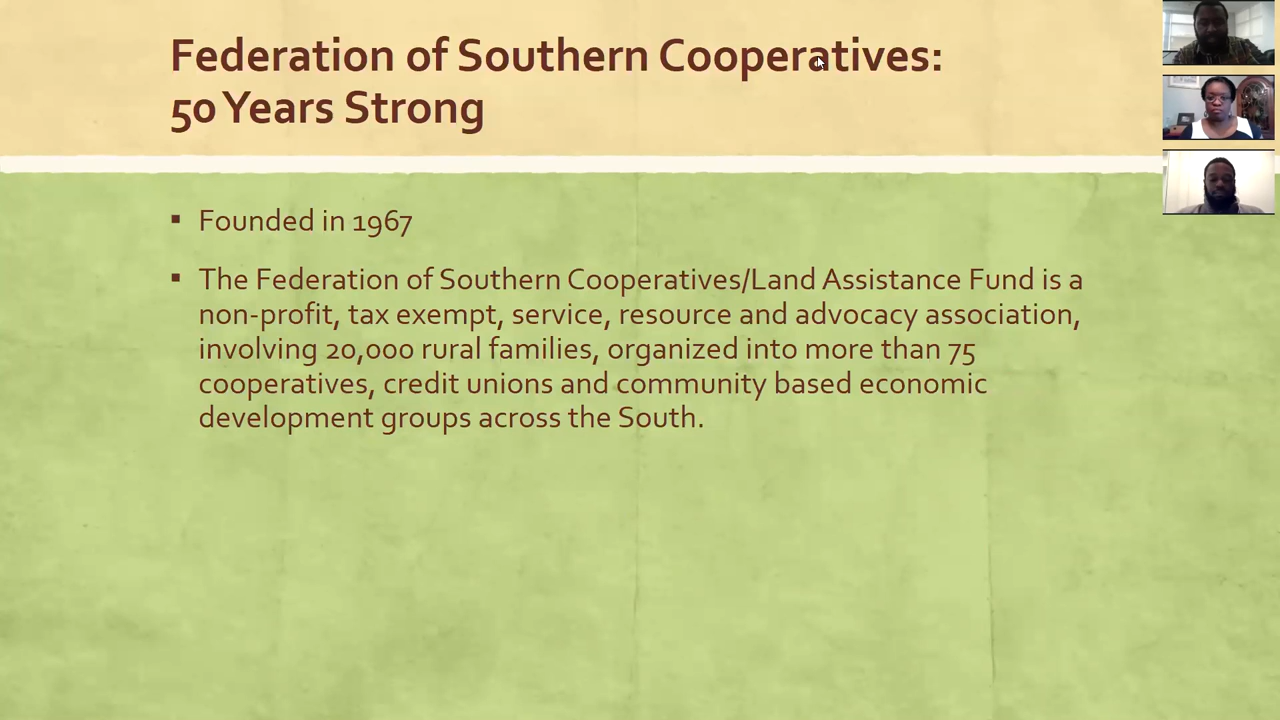 Federation of Southern Cooperatives:
50 Years Strong
▪ Founded in 1967
▪ The Federation of Southern Cooperatives/Land Assistance Fund is a
non-profit, tax exempt, service, resource and advocacy association,
involving 20,000 rural families, organized into more than 75
cooperatives, credit unions and community based economic
development groups across the South.